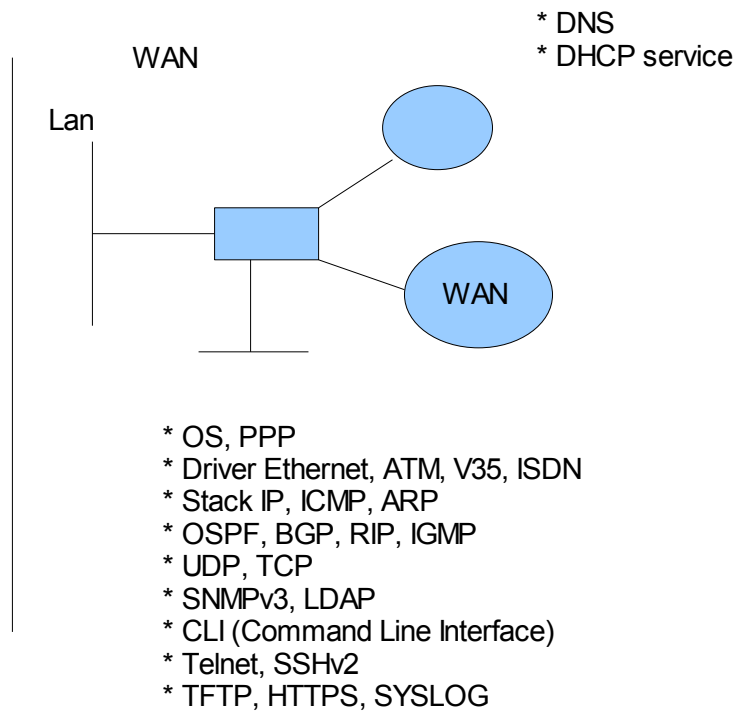 * DNS
* DHCP service
WAN
Lan
WAN
* OS, PPP
* Driver Ethernet, ATM, V35, ISDN
* Stack IP, ICMP, ARP
* OSPF, BGP, RIP, IGMP
* UDP, TCP
* SNMPv3, LDAP
* CLI (Command Line Interface)
* Telnet, SSHv2
* TFTP, HTTPS, SYSLOG